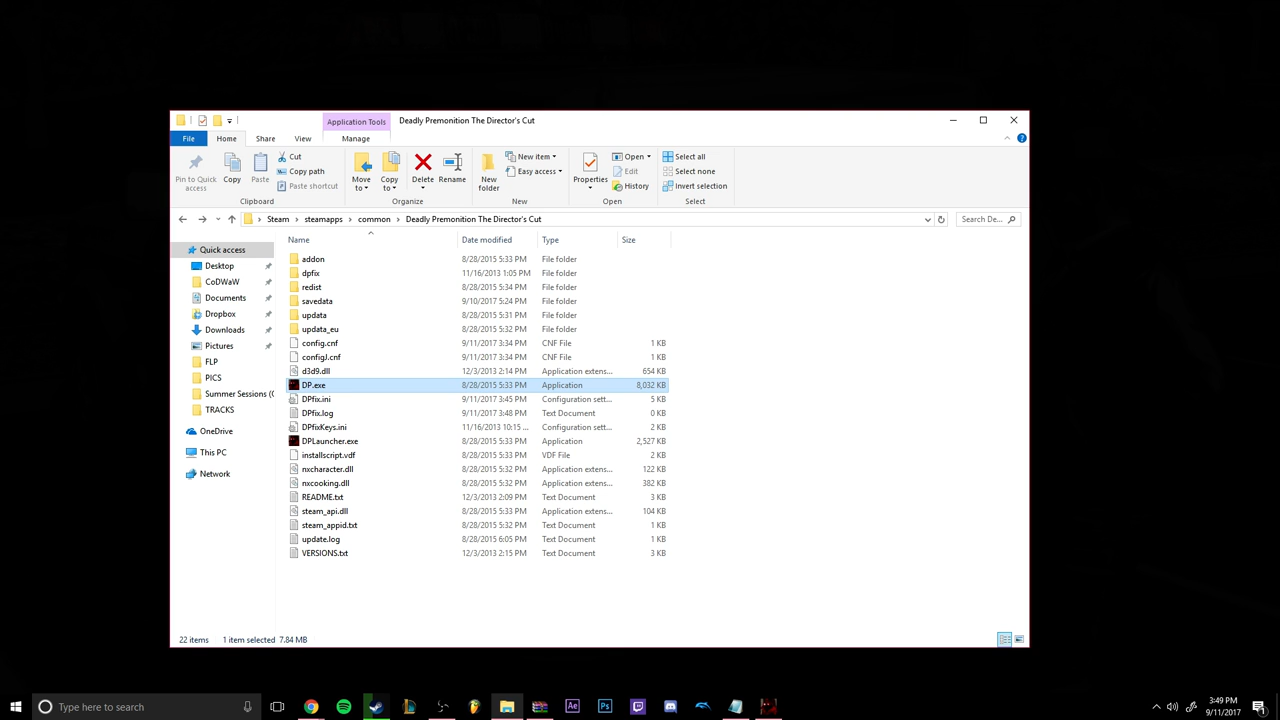 Application Tools
Deadly Premonition The Director's Cut
File
Home
Share
View
Manage
Pin to Quick access
Copy
Paste
Cut
Copy path
Paste shortcut
Clipboard
Move to
Copy to
Delete
Rename
Organize
New folder
New item
Easy access
New
Properties
Open
Edit
History
Open
Select all
Select none
Invert selection
Select
Steam > steamapps > common > Deadly Premonition The Director's Cut
Search De...
Quick access
Desktop
CoDWaW
Documents
Dropbox
Downloads
Pictures
FLP
PICS
Summer Sessions (
TRACKS
OneDrive
This PC
Network
Name Date modified Type Size
addon 8/28/2015 5:33 PM File folder
dpfix 11/16/2013 1:05 PM File folder
redist 8/28/2015 5:34 PM File folder
savedata 9/10/2017 5:24 PM File folder
updata 8/28/2015 5:31 PM File folder
updata_eu 8/28/2015 5:32 PM File folder
config.cnf 9/11/2017 3:34 PM CNF File 1 KB
configJ.cnf 9/11/2017 3:34 PM CNF File 1 KB
d3d9.dll 12/3/2013 2:14 PM Application extens... 654 KB
DP.exe 8/28/2015 5:33 PM Application 8,032 KB
DPfix.ini 9/11/2017 3:45 PM Configuration sett... 5 KB
DPfix.log 9/11/2017 3:48 PM Text Document 0 KB
DPfixKeys.ini 11/16/2013 10:15 ... Configuration sett... 2 KB
DPLauncher.exe 8/28/2015 5:33 PM Application 2,527 KB
installscript.vdf 8/28/2015 5:33 PM VDF File 2 KB
nxcharacter.dll 8/28/2015 5:32 PM Application extens... 122 KB
nxcooking.dll 8/28/2015 5:32 PM Application extens... 382 KB
README.txt 12/3/2013 2:09 PM Text Document 3 KB
steam_api.dll 8/28/2015 5:33 PM Application extens... 104 KB
steam_appid.txt 8/28/2015 5:32 PM Text Document 1 KB
update.log 8/28/2015 6:05 PM Text Document 1 KB
VERSIONS.txt 12/3/2013 2:15 PM Text Document 3 KB
22 items 1 item selected 7.84 MB
Type here to search
Ae
Ps
3:49 PM
9/11/2017
1